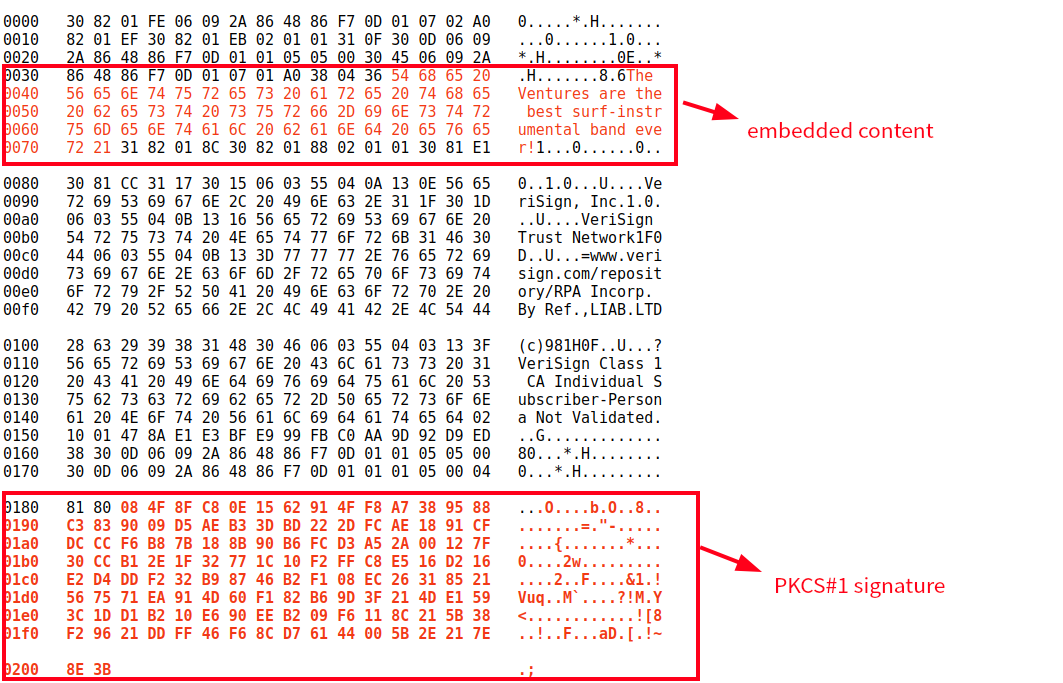 0000 30 82 01 FE 06 09 2A 86 48 86 F7 0D 01 07 02 A0 0.....*.H.......
0010 82 01 EF 30 82 01 EB 02 01 01 31 0F 30 0D 06 09 ...0......1.0...
0020 2A 86 48 86 F7 0D 01 01 05 05 00 30 45 06 09 2A *.H........0E..*
0030 86 48 86 F7 0D 01 07 01 A0 38 04 36 54 68 65 20 .H.......8.6The
0040 56 65 6E 74 75 72 65 73 20 61 72 65 20 74 68 65 Ventures are the
0050 20 62 65 73 74 20 73 75 72 66 2D 69 6E 73 74 72 best surf-instr
0060 75 6D 65 6E 74 61 6C 20 62 61 6E 64 20 65 76 65 umental band eve
0070 72 21 31 82 01 8C 30 82 01 88 02 01 01 30 81 E1 r!1...0......0..
embedded content
0080 30 81 CC 31 17 30 15 06 03 55 04 0A 13 0E 56 65 0..1.0...U....Ve
0090 72 69 53 69 67 6E 2C 20 49 6E 63 2E 31 1F 30 1D riSign, Inc.1.0.
00a0 06 03 55 04 0B 13 16 56 65 72 69 53 69 67 6E 20 ..U....VeriSign
00b0 54 72 75 73 74 20 4E 65 74 77 6F 72 6B 31 46 30 Trust Network1F0
00c0 44 06 03 55 04 0B 13 3D 77 77 77 2E 76 65 72 69 D..U...=www.veri
00d0 73 69 67 6E 2E 63 6F 6D 2F 72 65 70 6F 73 69 74 sign.com/reposit
00e0 6F 72 79 2F 52 50 41 20 49 6E 63 6F 72 70 2E 20 ory/RPA Incorp.
00f0 42 79 20 52 65 66 2E 2C 4C 49 41 42 2E 4C 54 44 By Ref.,LIAB.LTD
0100 28 63 29 39 38 31 48 30 46 06 03 55 04 03 13 3F (c)981H0F..U...?
0110 56 65 72 69 53 69 67 6E 20 43 6C 61 73 73 20 31 VeriSign Class 1
0120 20 43 41 20 49 6E 64 69 76 69 64 75 61 6C 20 53 CA Individual S
0130 75 62 73 63 72 69 62 65 72 2D 50 65 72 73 6F 6E ubscriber-Person
0140 61 20 4E 6F 74 20 56 61 6C 69 64 61 74 65 64 02 a Not Validated.
0150 10 01 47 8A E1 E3 BF E9 99 FB C0 AA 9D 92 D9 ED ..G.............
0160 38 30 0D 06 09 2A 86 48 86 F7 0D 01 01 05 05 00 80...*.H........
0170 30 0D 06 09 2A 86 48 86 F7 0D 01 01 01 05 00 04 0...*.H.........
0180 81 80 08 4F 8F C8 0E 15 62 91 4F F8 A7 38 95 88 ...O....b.O..8..
0190 C3 83 90 09 D5 AE B3 3D BD 22 2D FC AE 18 91 CF .......=."-.....
01a0 DC CC F6 B8 7B 18 8B 90 B6 FC D3 A5 2A 00 12 7F ....{.......*...
01b0 30 CC B1 2E 1F 32 77 1C 10 F2 FF C8 E5 16 D2 16 0....2w.........
01c0 E2 D4 DD F2 32 B9 87 46 B2 F1 08 EC 26 31 85 21 ....2..F....&1.!
01d0 56 75 71 EA 91 4D 60 F1 82 B6 9D 3F 21 4D E1 59 Vuq..M`....?!M.Y
01e0 3C 1D D1 B2 10 E6 90 EE B2 09 F6 11 8C 21 5B 38 <............![8
01f0 F2 96 21 DD FF 46 F6 8C D7 61 44 00 5B 2E 21 7E ..!..F...aD.[.!~
0200 8E 3B .;
PKCS#1 signature